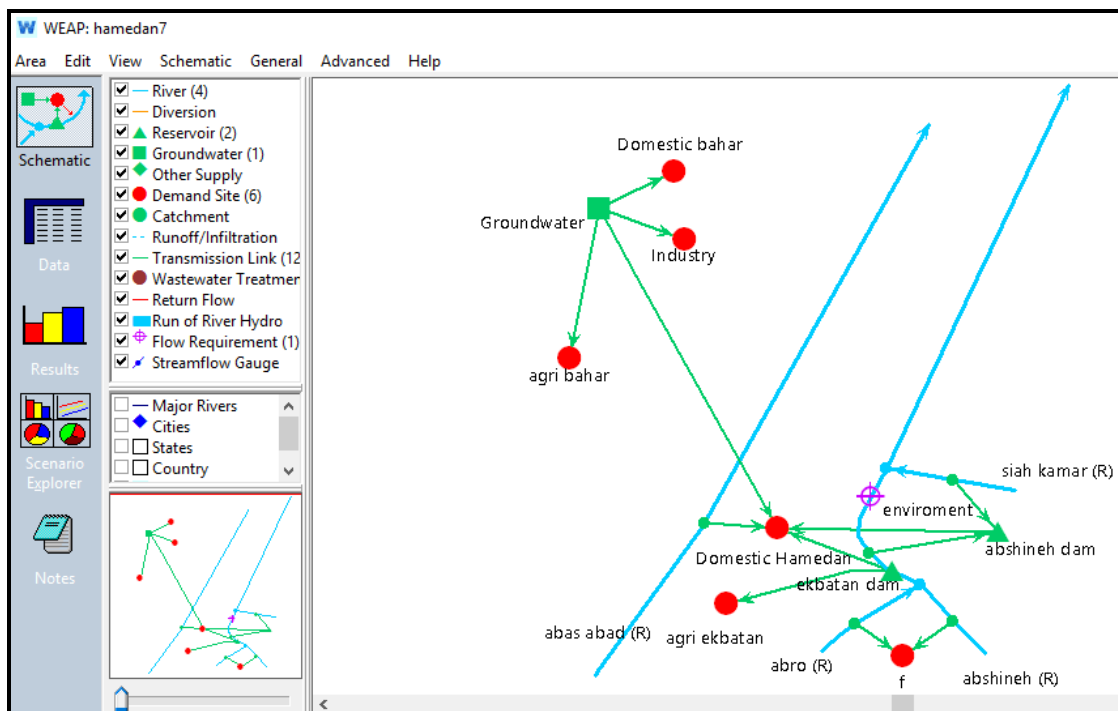 WEAP: hamedan7
Area Edit View Schematic General Advanced Help
Schematic
Data
Results
Scenario
Explorer
Notes
River (4)
Diversion
Reservoir (2)
Groundwater (1)
Other Supply
Demand Site (6)
Catchment
Runoff/Infiltration
Transmission Link (12
Wastewater Treatmer
Return Flow
Run of River Hydro
Flow Requirement (1)
Streamflow Gauge
Major Rivers
Cities
States
Country
Domestic bahar
Groundwater
Industry
agri bahar
siah kamar (R)
enviroment
abshineh dam
Domestic Hamedan
ekbatan dam
abas abad (R)
agri ekbatan
abro (R)
f
abshineh (R)